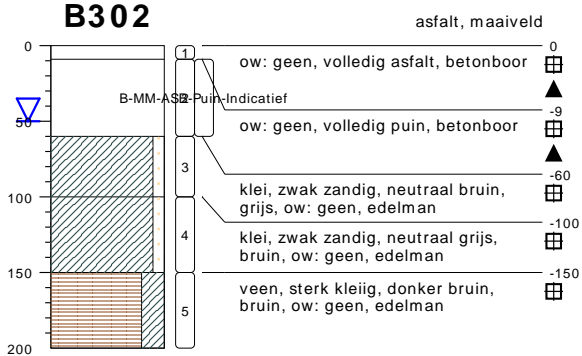 B302
asfalt, maaiveld
0
1
0
ow: geen, volledig asfalt, betonboor
B-MM-ASB-Puin-Indicatief
2
-9
50
ow: geen, volledig puin, betonboor
3
-60
klei, zwak zandig, neutraal bruin,
grijs, ow: geen, edelman
100
-100
4
klei, zwak zandig, neutraal grijs,
bruin, ow: geen, edelman
150
-150
5
veen, sterk kleiig, donker bruin,
bruin, ow: geen, edelman
200